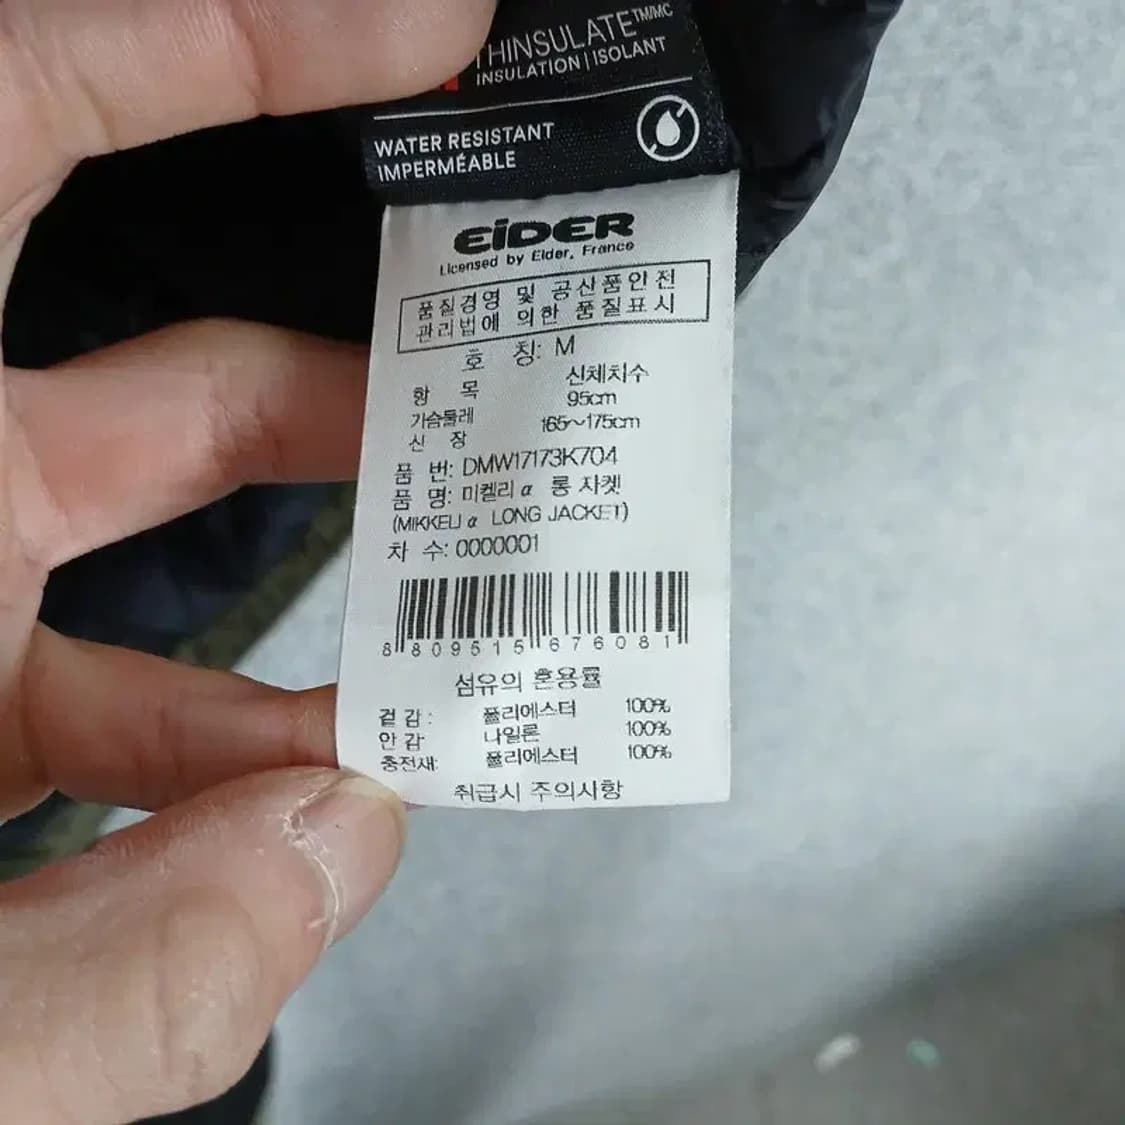 THINSULATE™/MC
INSULATION | ISOLANT
WATER RESISTANT
IMPERMÉABLE
EiDER
Licensed by Eider, France
품질경영 및 공산품안전
관리법에 의한 품질표시
호 칭: M
항 목 신체치수
가슴둘레 95cm
신 장 165~175cm
품 번: DMW17173K704
품 명: 미켈리 α 롱 자켓
(MIKKELI α LONG JACKET)
차 수: 0000001
8 809515 676081
섬유의 혼용률
겉 감: 폴리에스터 100%
안 감: 나일론 100%
충전재: 폴리에스터 100%
취급시 주의사항